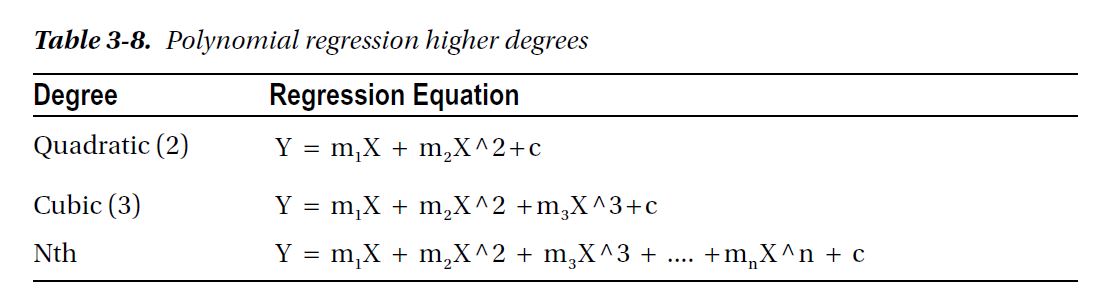 Table 3-8. Polynomial regression higher degrees
Degree Regression Equation
Quadratic (2) Y = m₁X + m₂X^2+c
Cubic (3) Y = m₁X + m₂X^2 +m₃X^3+c
Nth Y = m₁X + m₂X^2 + m₃X^3 + .... +mₙX^n + c